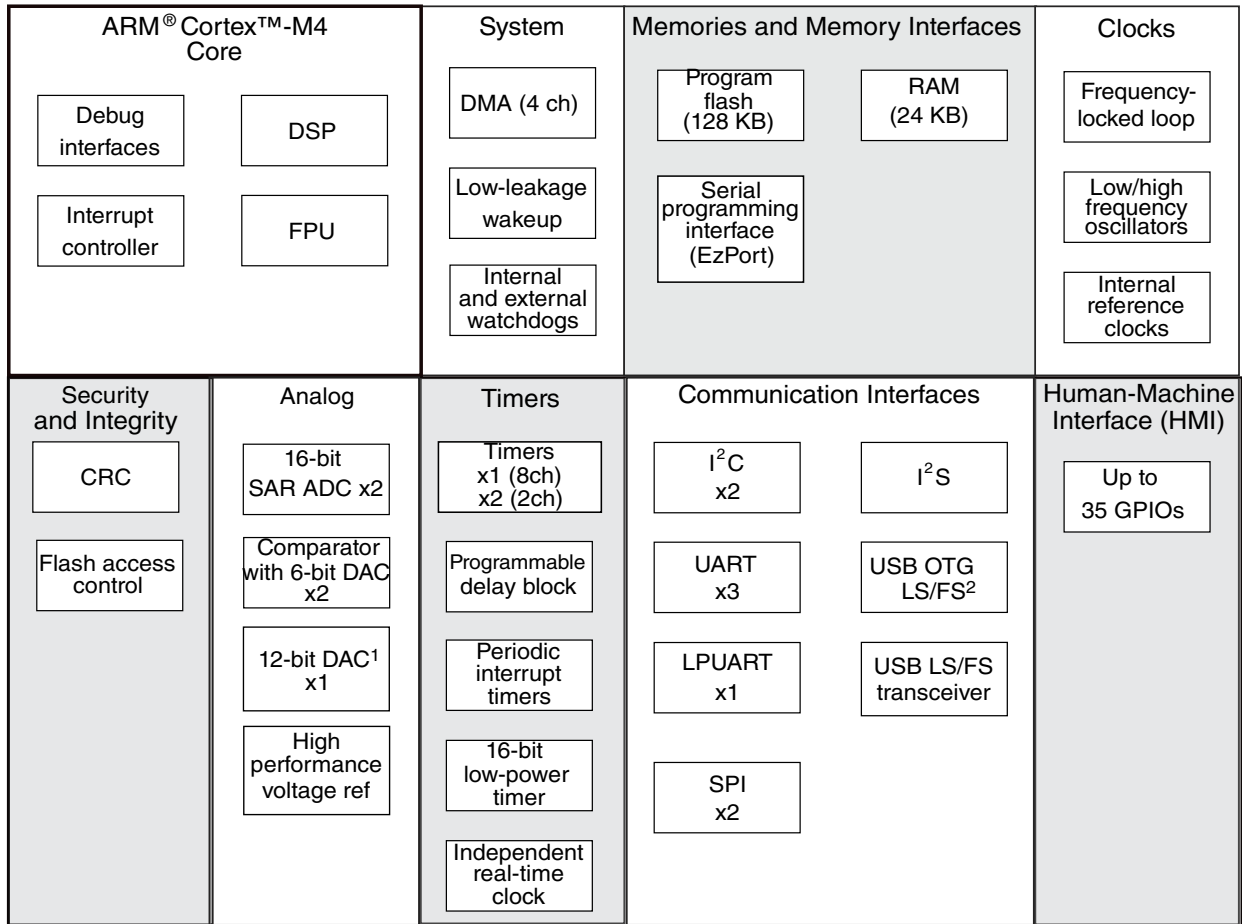 ARM® Cortex™-M4
Core
Debug
interfaces
DSP
Interrupt
controller
FPU
System
DMA (4 ch)
Low-leakage
wakeup
Internal
and external
watchdogs
Memories and Memory Interfaces
Program
flash
(128 KB)
RAM
(24 KB)
Serial
programming
interface
(EzPort)
Clocks
Frequency-
locked loop
Low/high
frequency
oscillators
Internal
reference
clocks
Security
and Integrity
CRC
Flash access
control
Analog
16-bit
SAR ADC x2
Comparator
with 6-bit DAC
x2
12-bit DAC¹
x1
High
performance
voltage ref
Timers
Timers
x1 (8ch)
x2 (2ch)
Programmable
delay block
Periodic
interrupt
timers
16-bit
low-power
timer
Independent
real-time
clock
Communication Interfaces
I²C
x2
I²S
UART
x3
USB OTG
LS/FS²
LPUART
x1
USB LS/FS
transceiver
SPI
x2
Human-Machine
Interface (HMI)
Up to
35 GPIOs